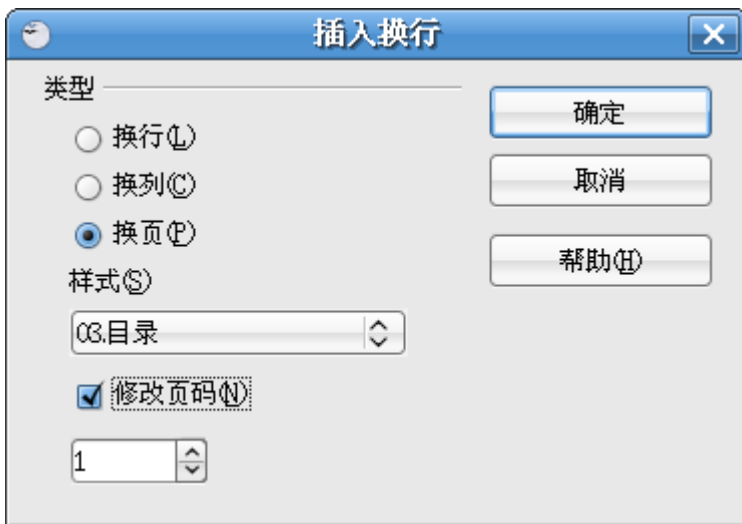 插入换行
类型
换行(L)
换列(C)
换页(P)
样式(S)
03.目录
修改页码(N)
1
确定
取消
帮助(H)